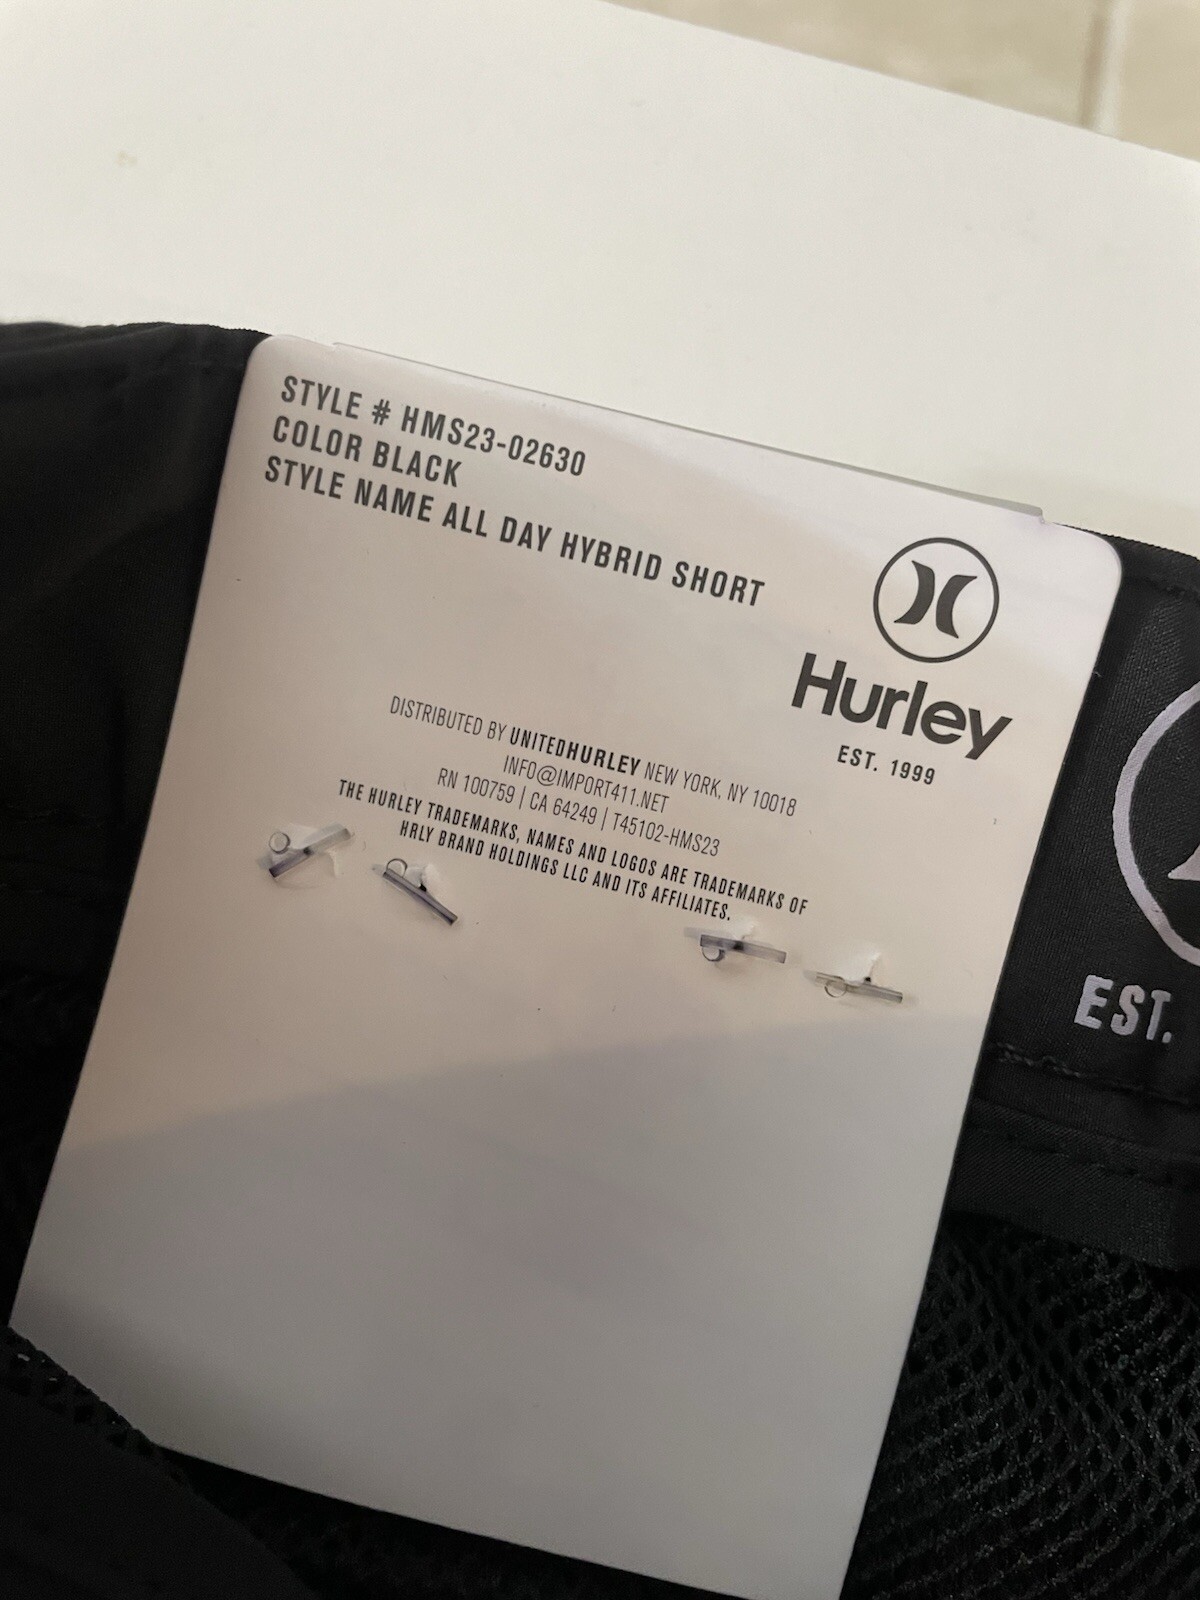 STYLE # HMS23-02630
COLOR BLACK
STYLE NAME ALL DAY HYBRID SHORT
Hurley
EST. 1999
DISTRIBUTED BY UNITEDHURLEY NEW YORK, NY 10018
INFO@IMPORT411.NET
RN 100759 | CA 64249 | T45102-HMS23
THE HURLEY TRADEMARKS, NAMES AND LOGOS ARE TRADEMARKS OF
HRLY BRAND HOLDINGS LLC AND ITS AFFILIATES.
EST.